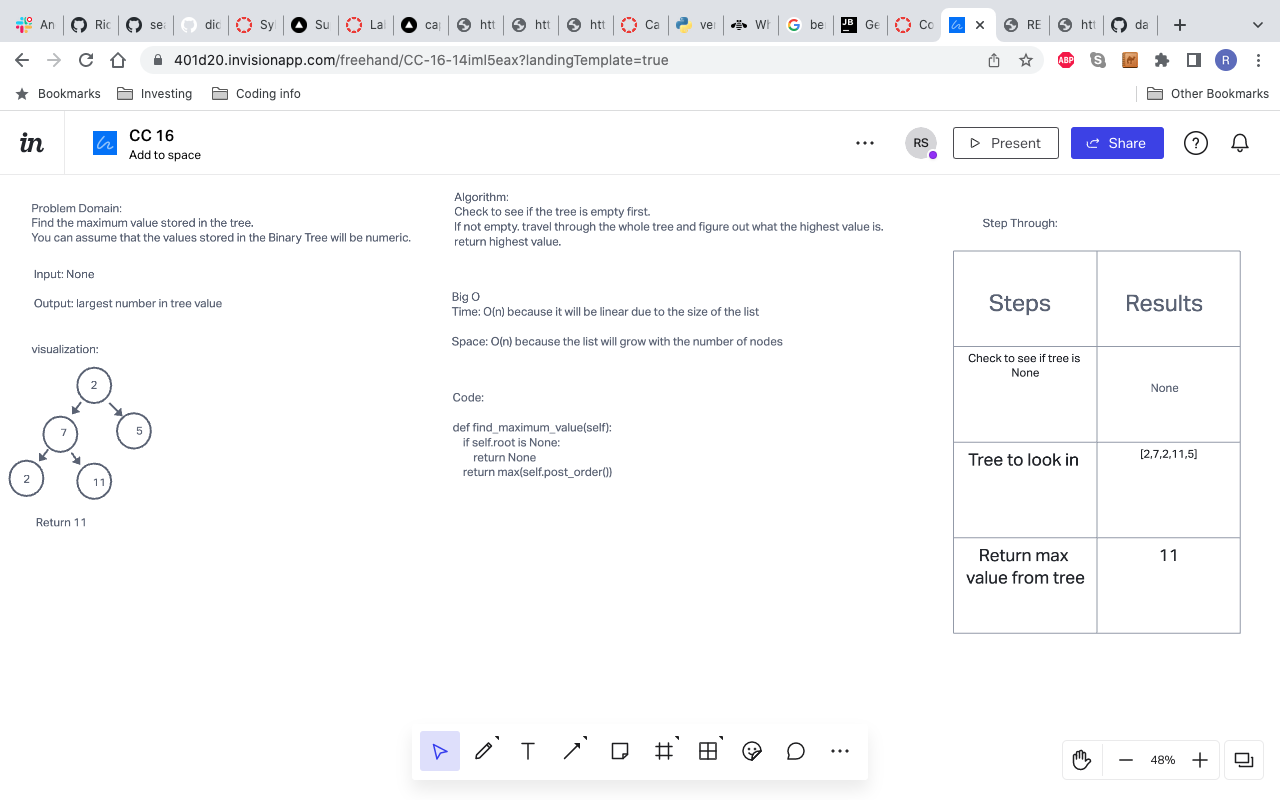 An
Ric
sea
did
Sy
Su
La
ca
htt
htt
htt
Ca
ver
Wh
be
Ge
Co
RE
htt
da
401d20.invisionapp.com/freehand/CC-16-14iml5eax?landingTemplate=true
ABP
S
R
Bookmarks
Investing
Coding info
Other Bookmarks
in
CC 16
Add to space
RS
Present
Share
?
Problem Domain:
Find the maximum value stored in the tree.
You can assume that the values stored in the Binary Tree will be numeric.
Input: None
Output: largest number in tree value
visualization:
2
7
5
2
11
Return 11
Algorithm:
Check to see if the tree is empty first.
If not empty. travel through the whole tree and figure out what the highest value is.
return highest value.
Big O
Time: O(n) because it will be linear due to the size of the list
Space: O(n) because the list will grow with the number of nodes
Code:
def find_maximum_value(self):
if self.root is None:
return None
return max(self.post_order())
Step Through:
Steps
Results
Check to see if tree is
None
None
Tree to look in
[2,7,2,11,5]
Return max
value from tree
11
T
48%